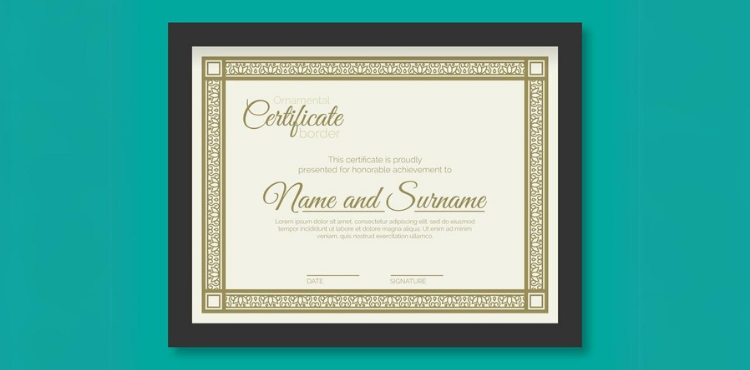 Ornamental
Certificate
border
This certificate is proudly
presented for honorable achievement to
Name and Surname
Lorem ipsum dolor sit amet, consectetur adipiscing elit, sed do eiusmod
tempor incididunt ut labore et dolore magna aliqua. Ut enim ad minim
veniam, quis nostrud exercitation ullamco.
DATE
SIGNATURE